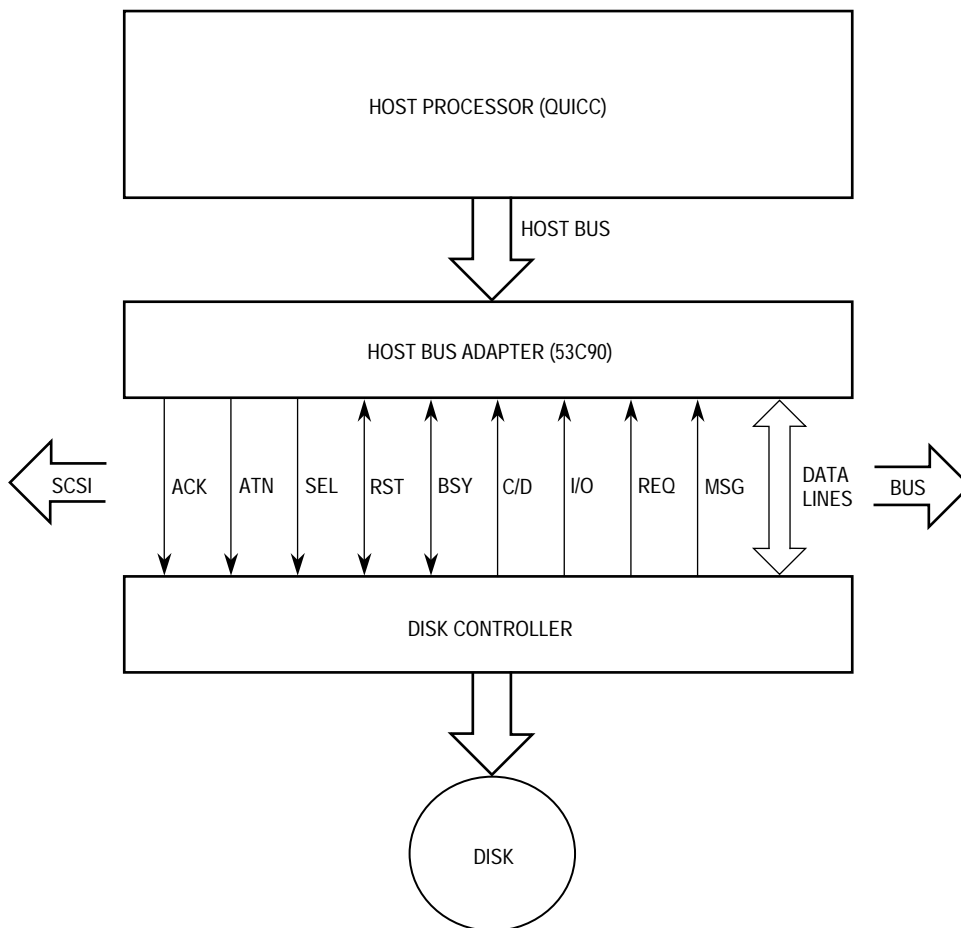 HOST PROCESSOR (QUICC)
HOST BUS
HOST BUS ADAPTER (53C90)
SCSI
ACK
ATN
SEL
RST
BSY
C/D
I/O
REQ
MSG
DATA
LINES
BUS
DISK CONTROLLER
DISK